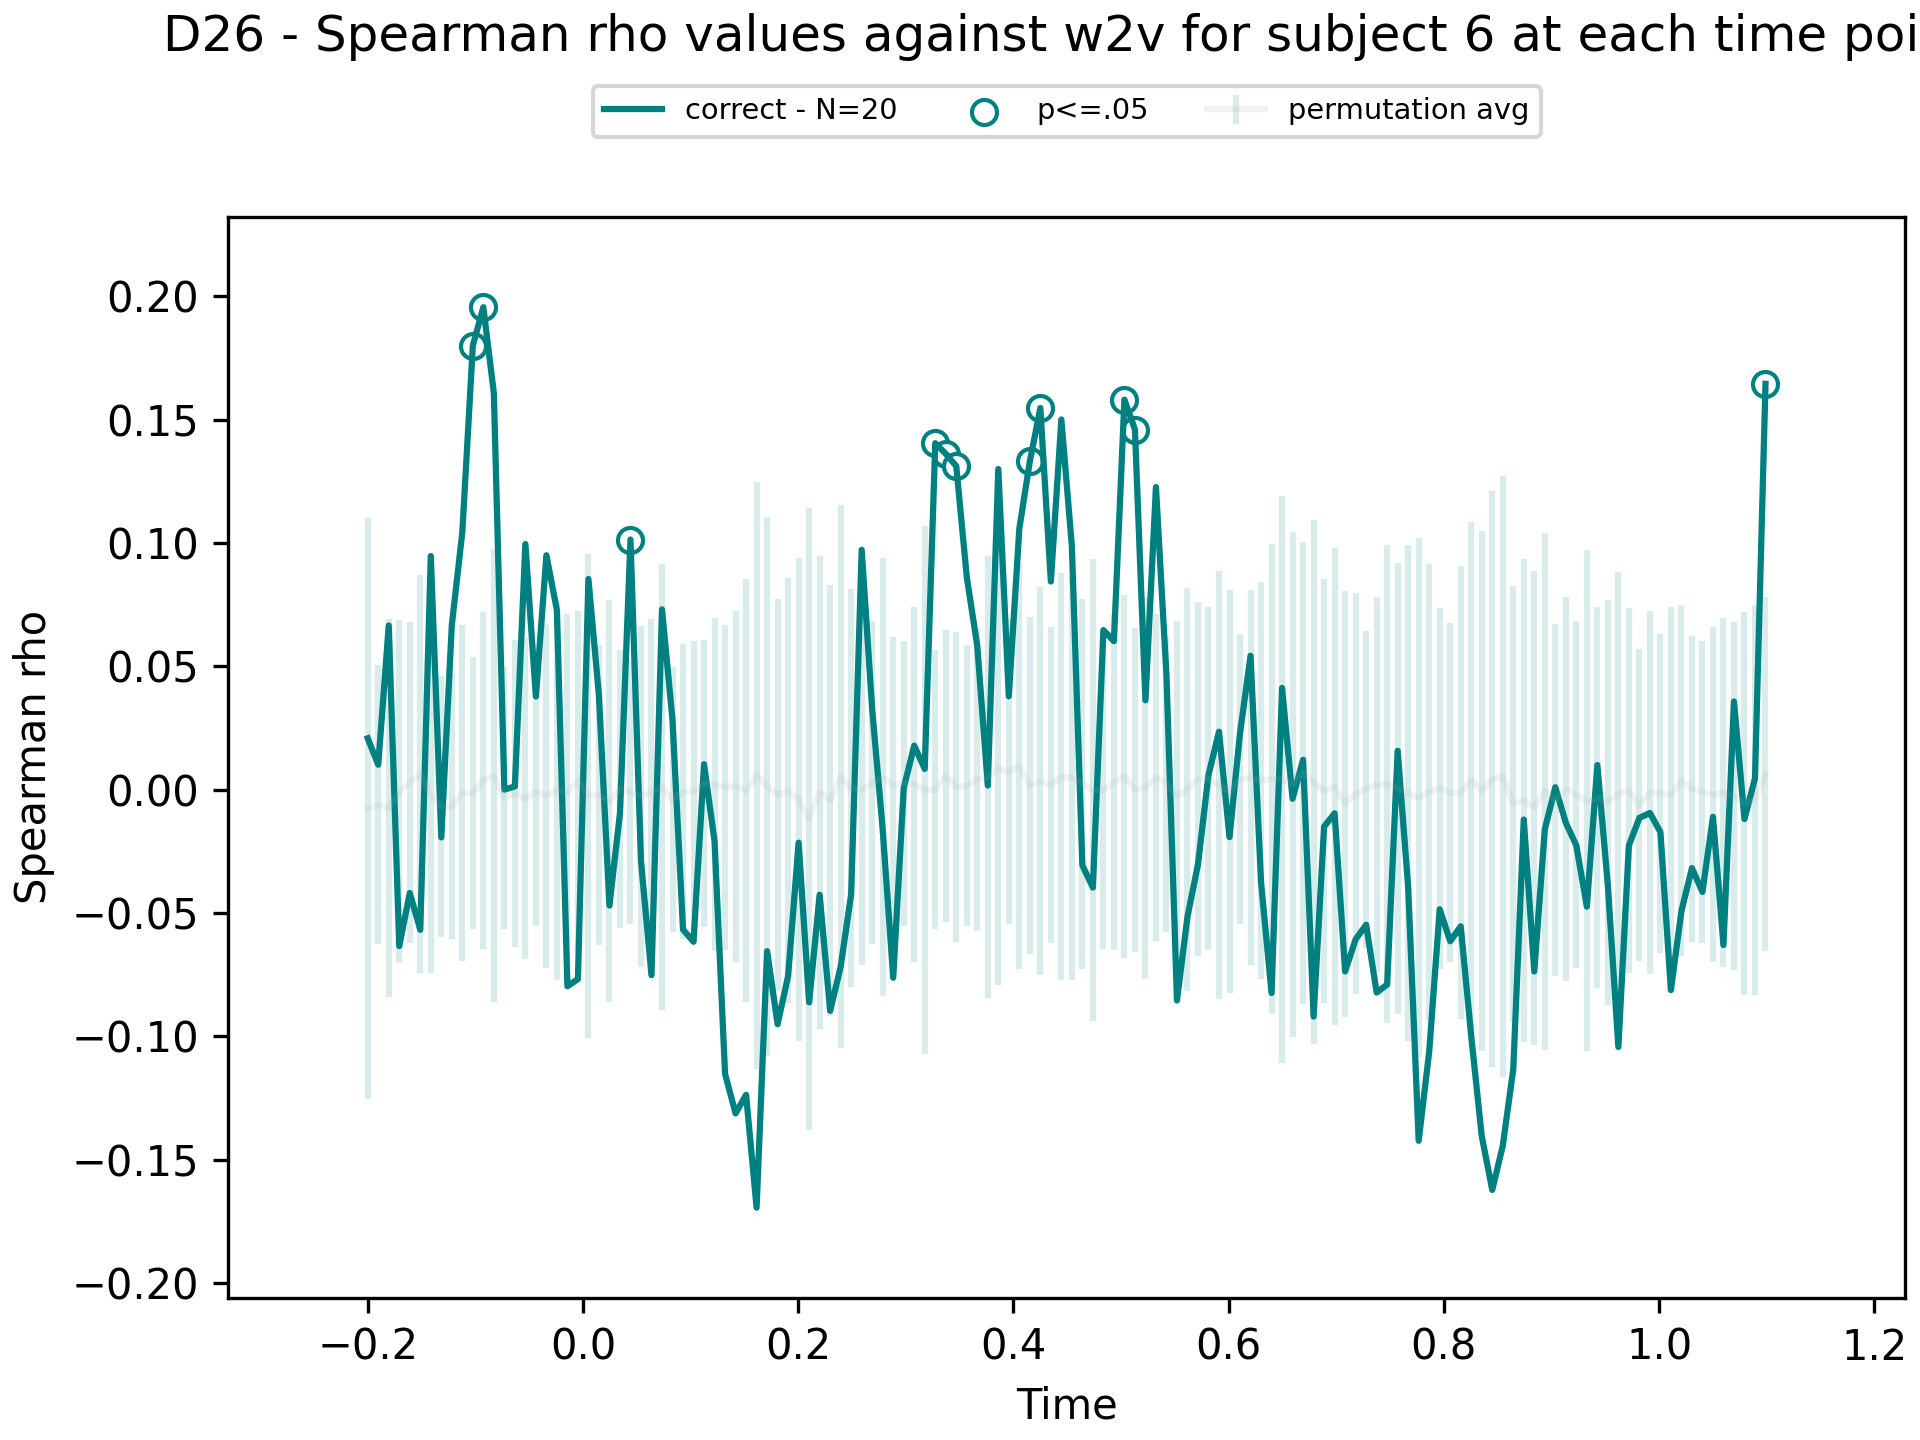 D26 - Spearman rho values against w2v for subject 6 at each time poi
correct - N=20 p<=.05 permutation avg
Spearman rho
0.20
0.15
0.10
0.05
0.00
−0.05
−0.10
−0.15
−0.20
−0.2 0.0 0.2 0.4 0.6 0.8 1.0 1.2
Time